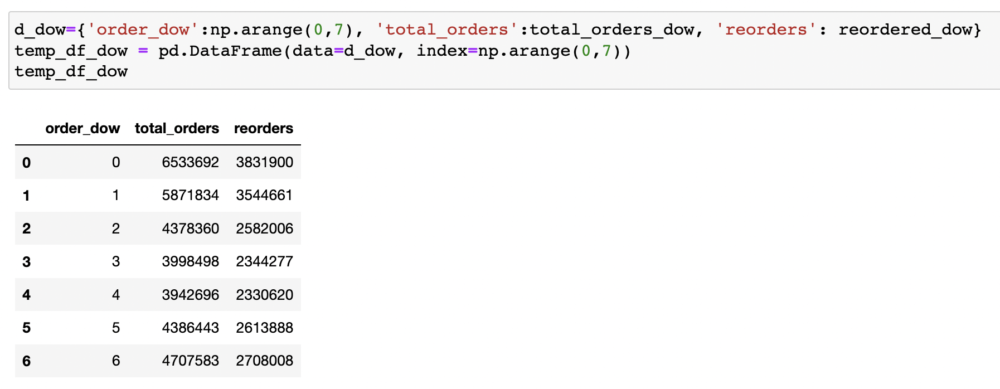 d_dow={'order_dow':np.arange(0,7), 'total_orders':total_orders_dow, 'reorders': reordered_dow}
temp_df_dow = pd.DataFrame(data=d_dow, index=np.arange(0,7))
temp_df_dow
order_dow total_orders reorders
0 0 6533692 3831900
1 1 5871834 3544661
2 2 4378360 2582006
3 3 3998498 2344277
4 4 3942696 2330620
5 5 4386443 2613888
6 6 4707583 2708008